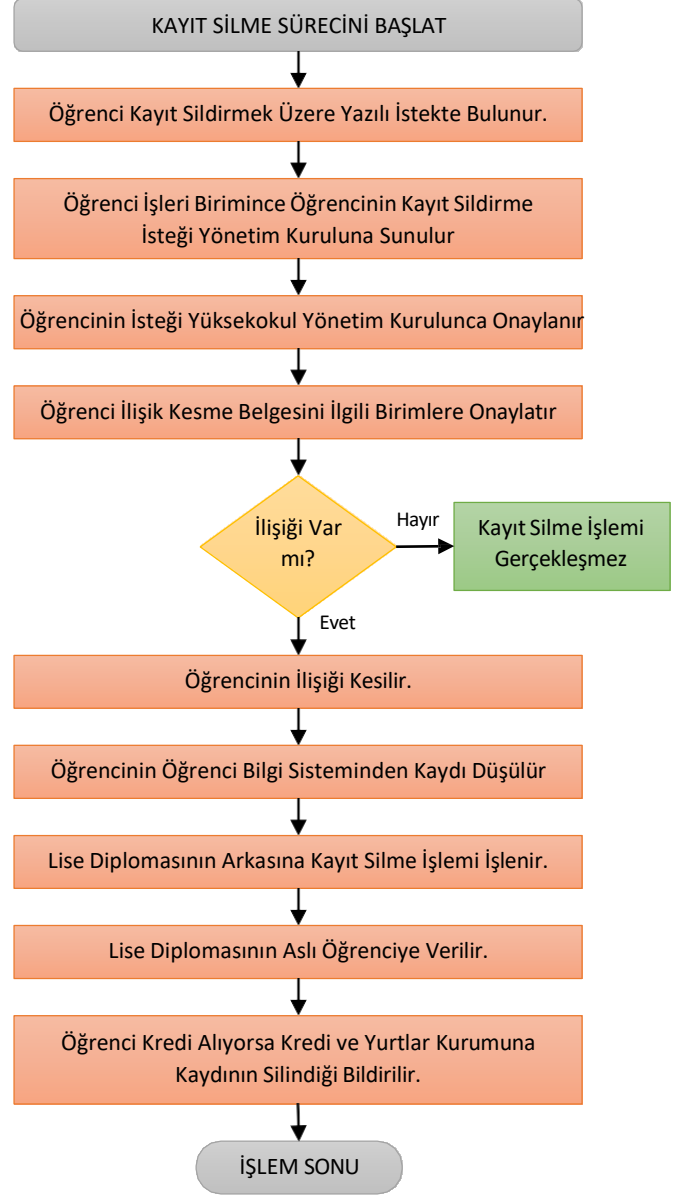 KAYIT SİLME SÜRECİNİ BAŞLAT
Öğrenci Kayıt Sildirmek Üzere Yazılı İstekte Bulunur.
Öğrenci İşleri Birimince Öğrencinin Kayıt Sildirme
İsteği Yönetim Kuruluna Sunulur
Öğrencinin İsteği Yüksekokul Yönetim Kurulunca Onaylanır
Öğrenci İlişik Kesme Belgesini İlgili Birimlere Onaylatır
İlişiği Var
mı?
Hayır
Kayıt Silme İşlemi
Gerçekleşmez
Evet
Öğrencinin İlişiği Kesilir.
Öğrencinin Öğrenci Bilgi Sisteminden Kaydı Düşülür
Lise Diplomasının Arkasına Kayıt Silme İşlemi İşlenir.
Lise Diplomasının Aslı Öğrenciye Verilir.
Öğrenci Kredi Alıyorsa Kredi ve Yurtlar Kurumuna
Kaydının Silindiği Bildirilir.
İŞLEM SONU